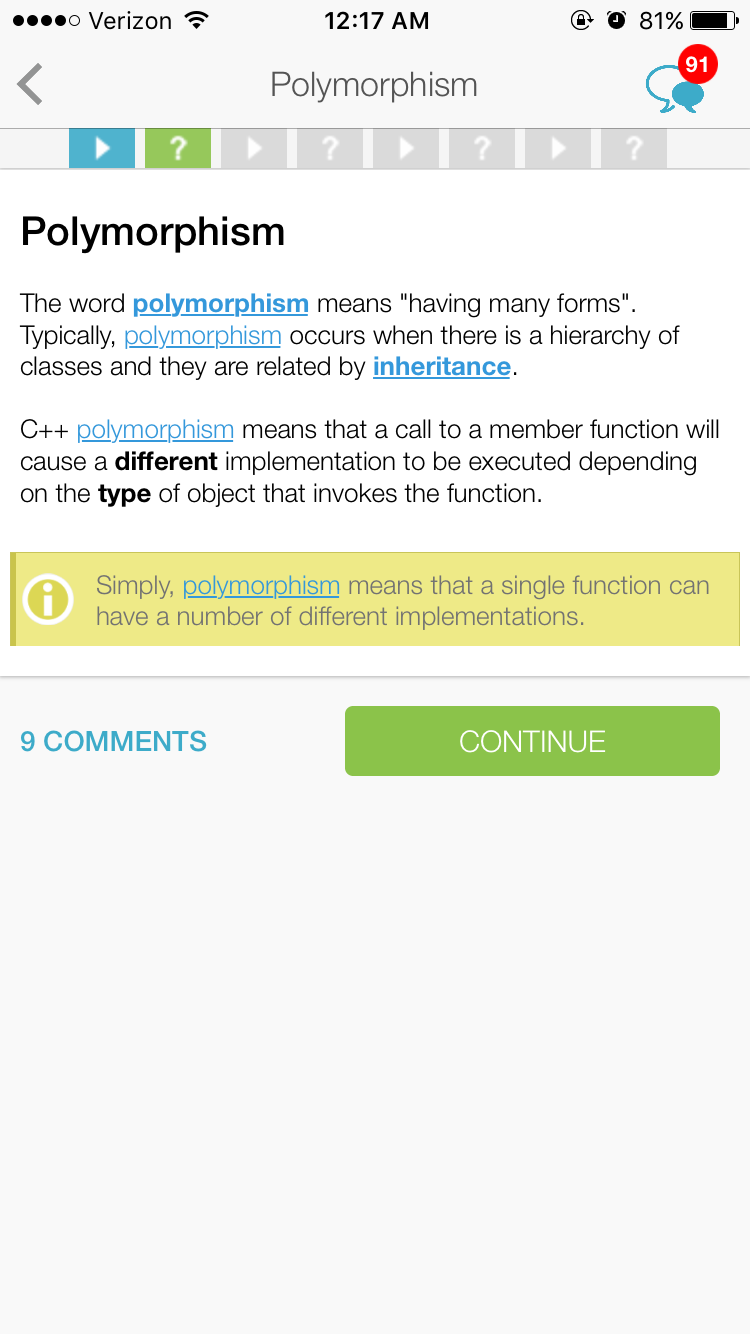 Verizon 12:17 AM 81%
Polymorphism 91
? ? ? ?
Polymorphism
The word polymorphism means "having many forms".
Typically, polymorphism occurs when there is a hierarchy of
classes and they are related by inheritance.
C++ polymorphism means that a call to a member function will
cause a different implementation to be executed depending
on the type of object that invokes the function.
i Simply, polymorphism means that a single function can
have a number of different implementations.
9 COMMENTS CONTINUE